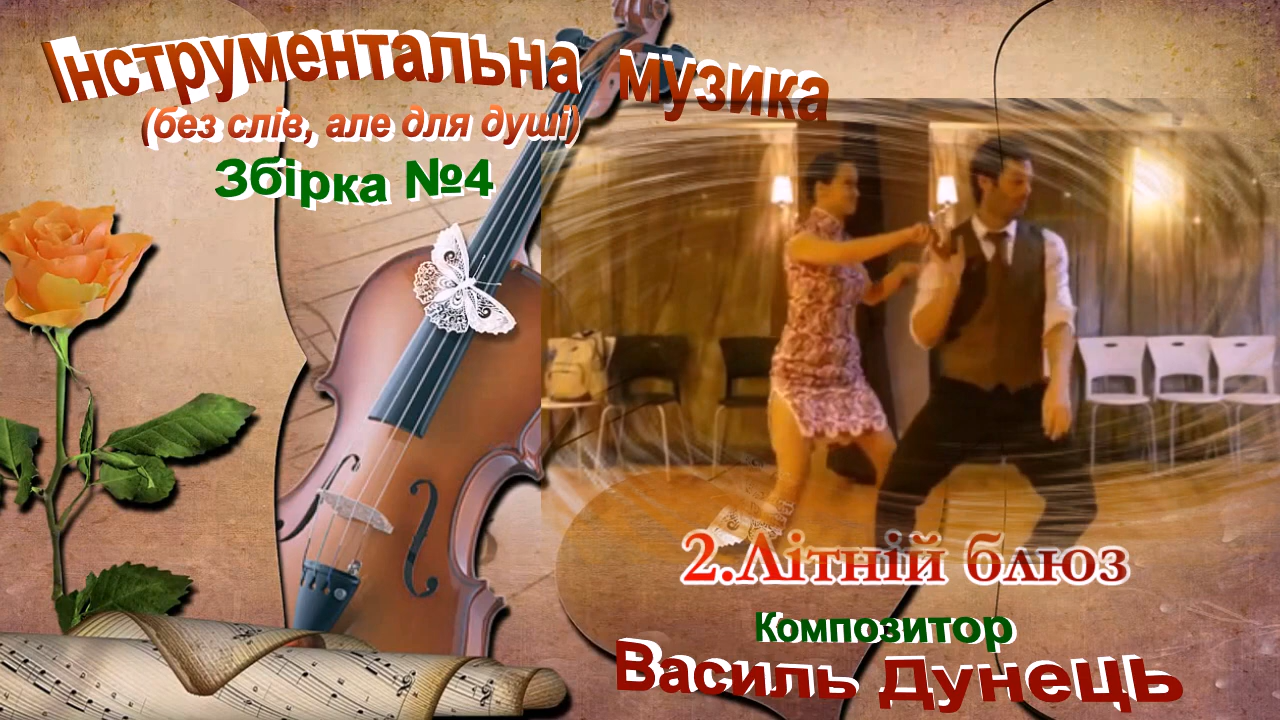 Інструментальна музика
(без слів, але для душі)
Збірка №4
2.Літній блюз
Композитор
Василь Дунець